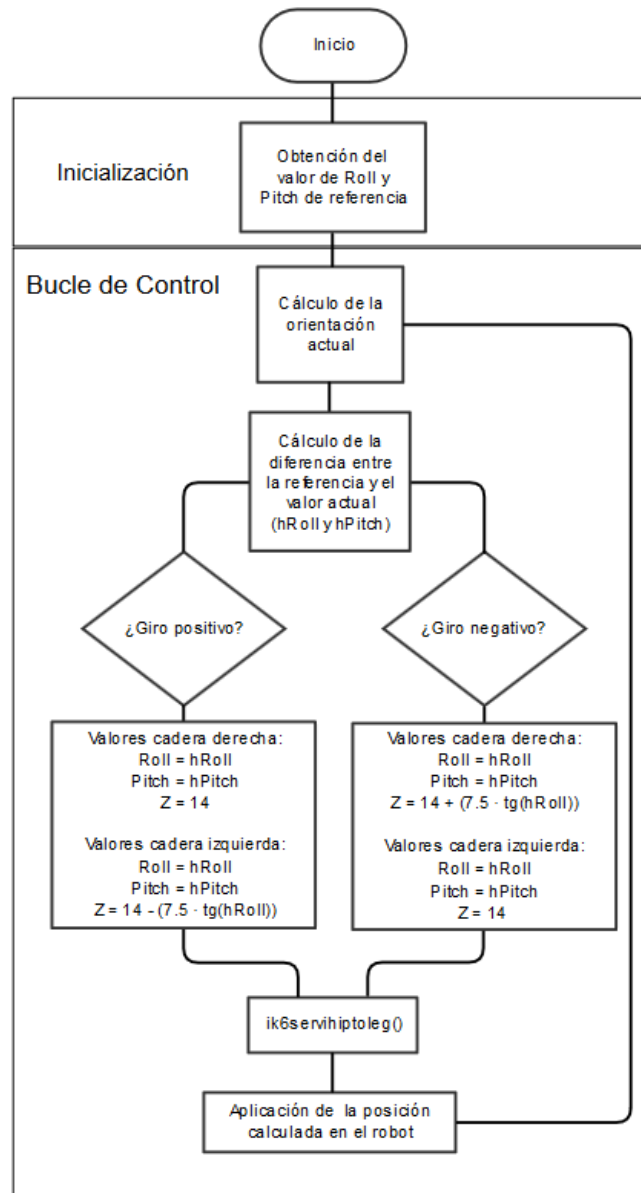 Inicio
Inicialización
Obtención del
valor de Roll y
Pitch de referencia
Bucle de Control
Cálculo de la
orientación
actual
Cálculo de la
diferencia entre
la referencia y el
valor actual
(hRoll y hPitch)
¿Giro positivo?
¿Giro negativo?
Valores cadera derecha:
Roll = hRoll
Pitch = hPitch
Z = 14
Valores cadera izquierda:
Roll = hRoll
Pitch = hPitch
Z = 14 - (7.5 · tg(hRoll))
Valores cadera derecha:
Roll = hRoll
Pitch = hPitch
Z = 14 + (7.5 · tg(hRoll))
Valores cadera izquierda:
Roll = hRoll
Pitch = hPitch
Z = 14
ik6servihiptoleg()
Aplicación de la posición
calculada en el robot